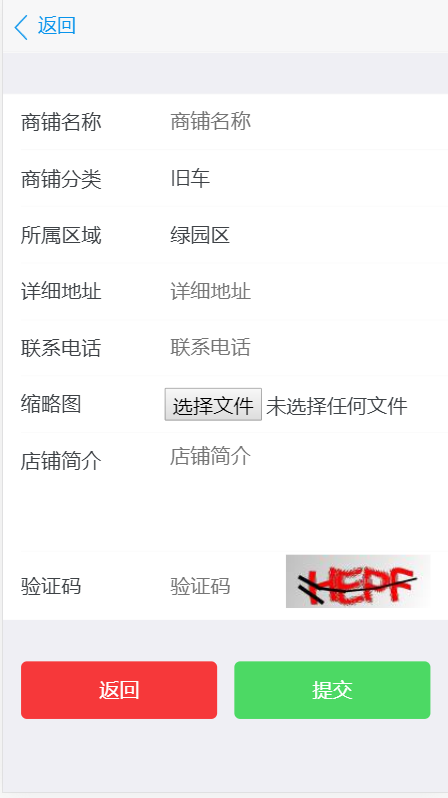 返回
商铺名称 商铺名称
商铺分类 旧车
所属区域 绿园区
详细地址 详细地址
联系电话 联系电话
缩略图 选择文件 未选择任何文件
店铺简介 店铺简介
验证码 验证码 HEPF
返回 提交